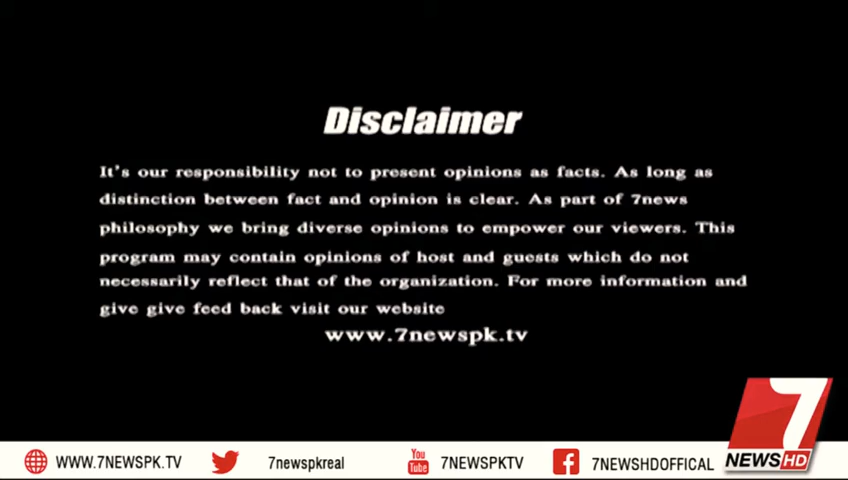 Disclaimer
It's our responsibility not to present opinions as facts. As long as
distinction between fact and opinion is clear. As part of 7news
philosophy we bring diverse opinions to empower our viewers. This
program may contain opinions of host and guests which do not
necessarily reflect that of the organization. For more information and
give give feed back visit our website
www.7newspk.tv
7
NEWS HD
WWW.7NEWSPK.TV 7newspkreal You Tube 7NEWSPKTV f 7NEWSHDOFFICAL